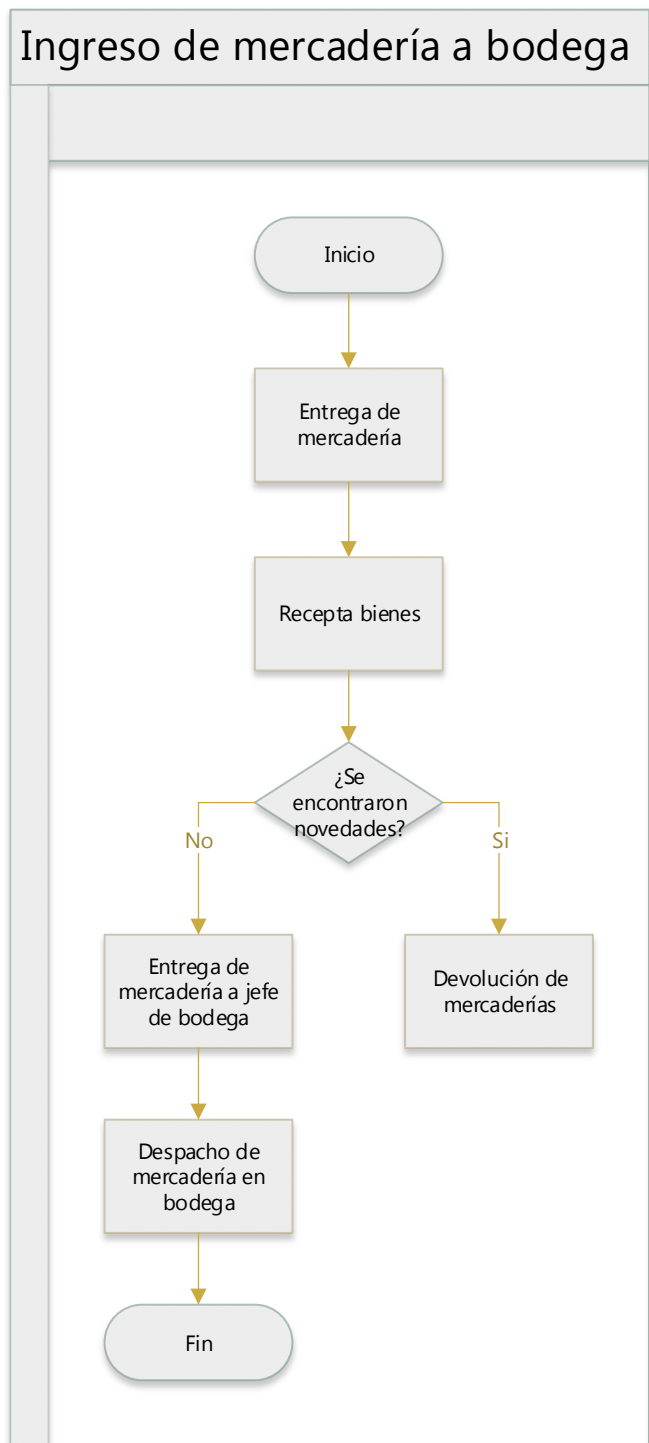 Ingreso de mercadería a bodega
Inicio
Entrega de
mercadería
Recepta bienes
¿Se
encontraron
novedades?
No
Si
Entrega de
mercadería a jefe
de bodega
Devolución de
mercaderías
Despacho de
mercadería en
bodega
Fin